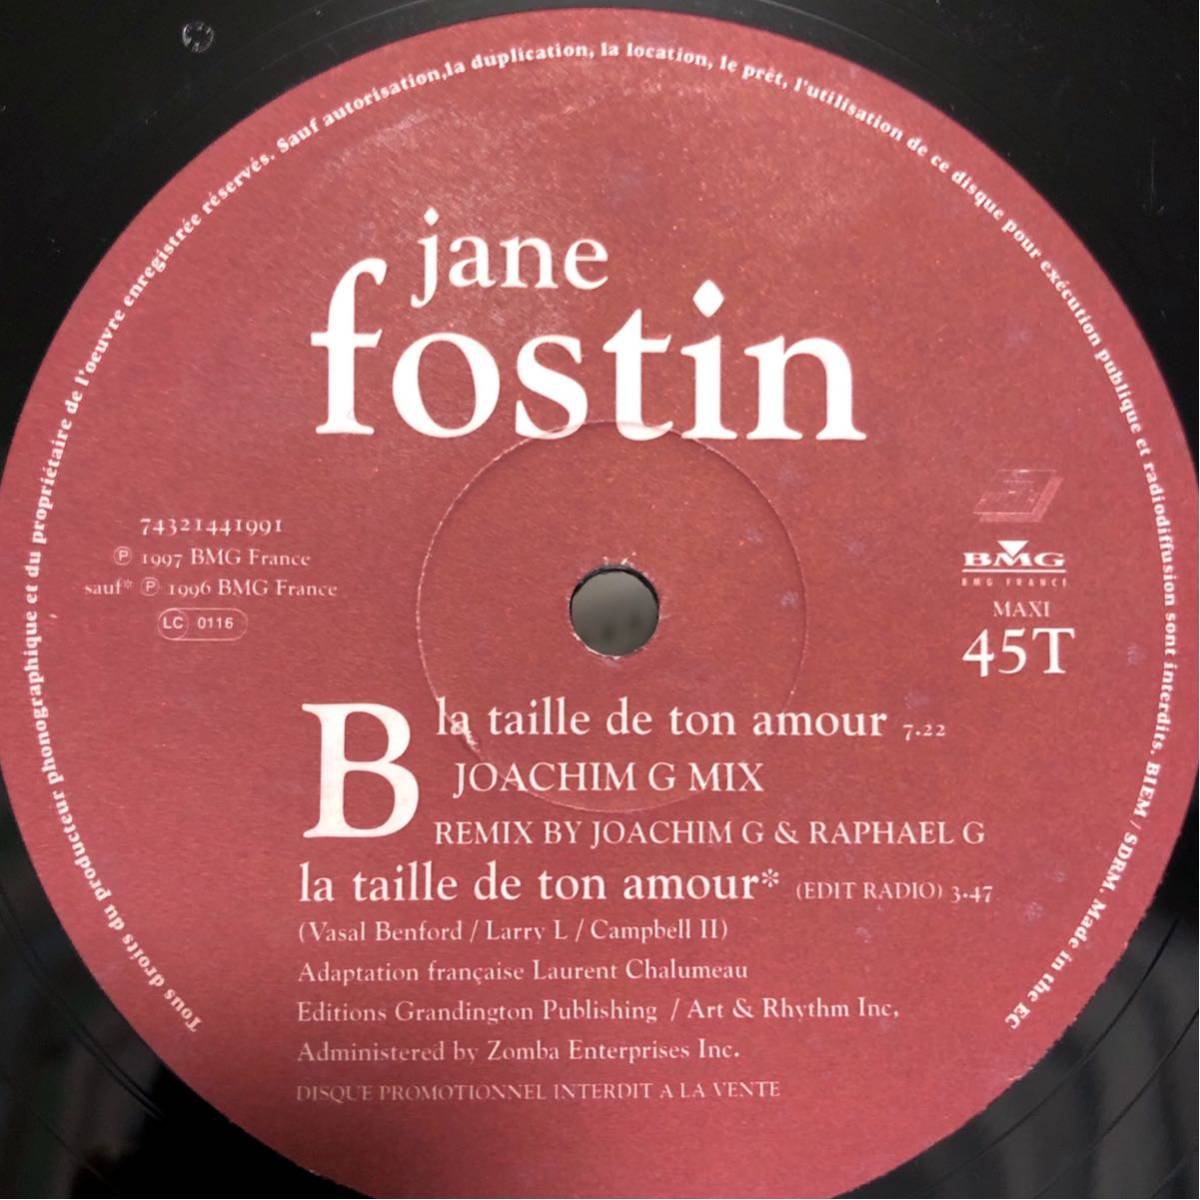 Tous droits du producteur phonographique et du propriétaire de l'oeuvre enregistrée réservés. Sauf autorisation,la duplication, la location, le prêt, l'utilisation de ce disque pour exécution publique et radiodiffusion sont interdits. BIEM / SDRM. Made in the EC
jane
fostin
74321441991
℗ 1997 BMG France
sauf* ℗ 1996 BMG France
LC 0116
BMG
BMG FRANCE
MAXI
45T
B la taille de ton amour 7.22
JOACHIM G MIX
REMIX BY JOACHIM G & RAPHAEL G
la taille de ton amour* (EDIT RADIO) 3.47
(Vasal Benford / Larry L / Campbell II)
Adaptation française Laurent Chalumeau
Editions Grandington Publishing / Art & Rhythm Inc,
Administered by Zomba Enterprises Inc.
DISQUE PROMOTIONNEL INTERDIT A LA VENTE